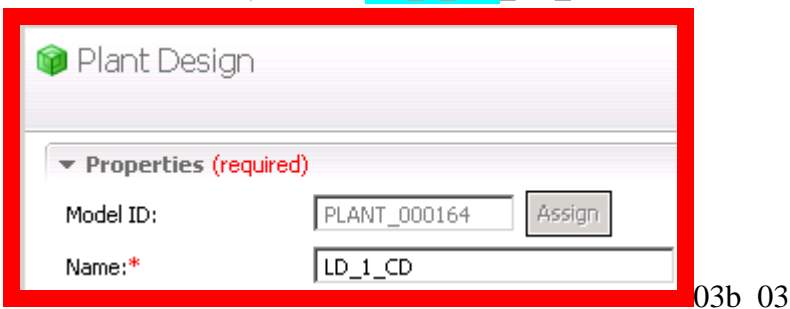 Plant Design
Properties (required)
Model ID: PLANT_000164 Assign
Name:* LD_1_CD
03b 03